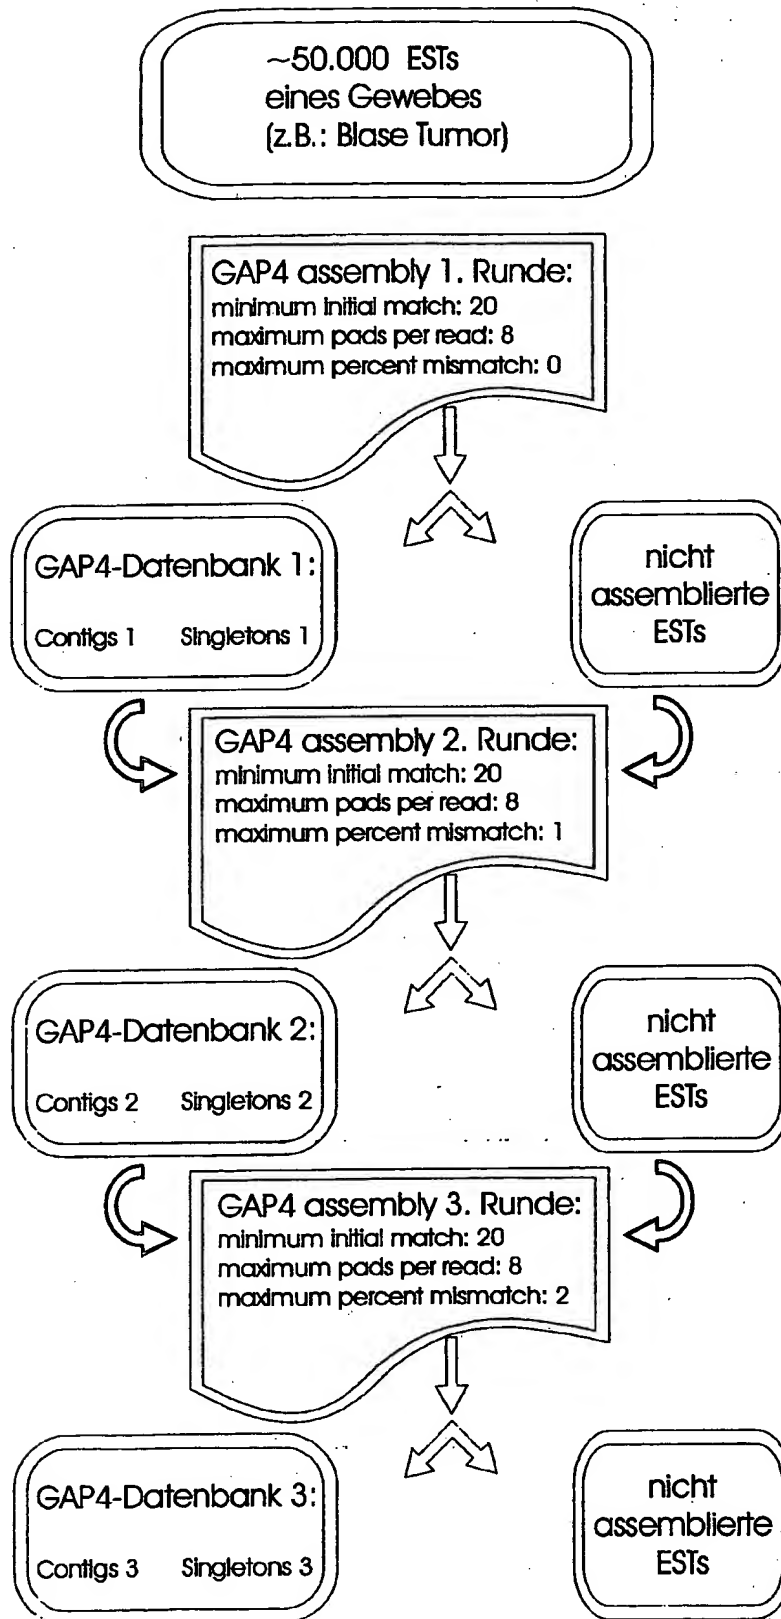 ~50.000 ESTs
eines Gewebes
(z.B.: Blase Tumor)
GAP4 assembly 1. Runde:
minimum initial match: 20
maximum pads per read: 8
maximum percent mismatch: 0
GAP4-Datenbank 1:
Contigs 1 Singletons 1
nicht
assemblierte
ESTs
GAP4 assembly 2. Runde:
minimum initial match: 20
maximum pads per read: 8
maximum percent mismatch: 1
GAP4-Datenbank 2:
Contigs 2 Singletons 2
nicht
assemblierte
ESTs
GAP4 assembly 3. Runde:
minimum initial match: 20
maximum pads per read: 8
maximum percent mismatch: 2
GAP4-Datenbank 3:
Contigs 3 Singletons 3
nicht
assemblierte
ESTs